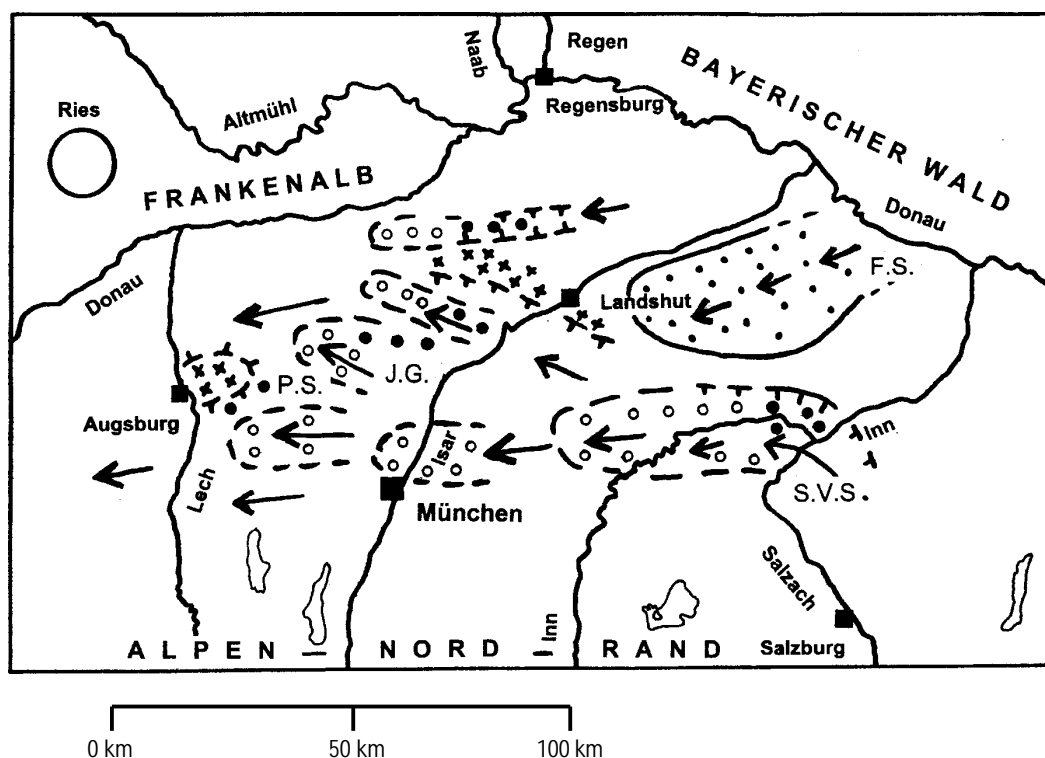 Regen
Naab
BAYERISCHER WALD
Regensburg
Ries
Altmühl
FRANKENALB
Donau
F.S.
Donau
Landshut
J.G.
P.S.
Augsburg
Isar
Inn
Lech
S.V.S.
München
Salzach
Inn
ALPEN – NORD – RAND
Salzburg
0 km
50 km
100 km